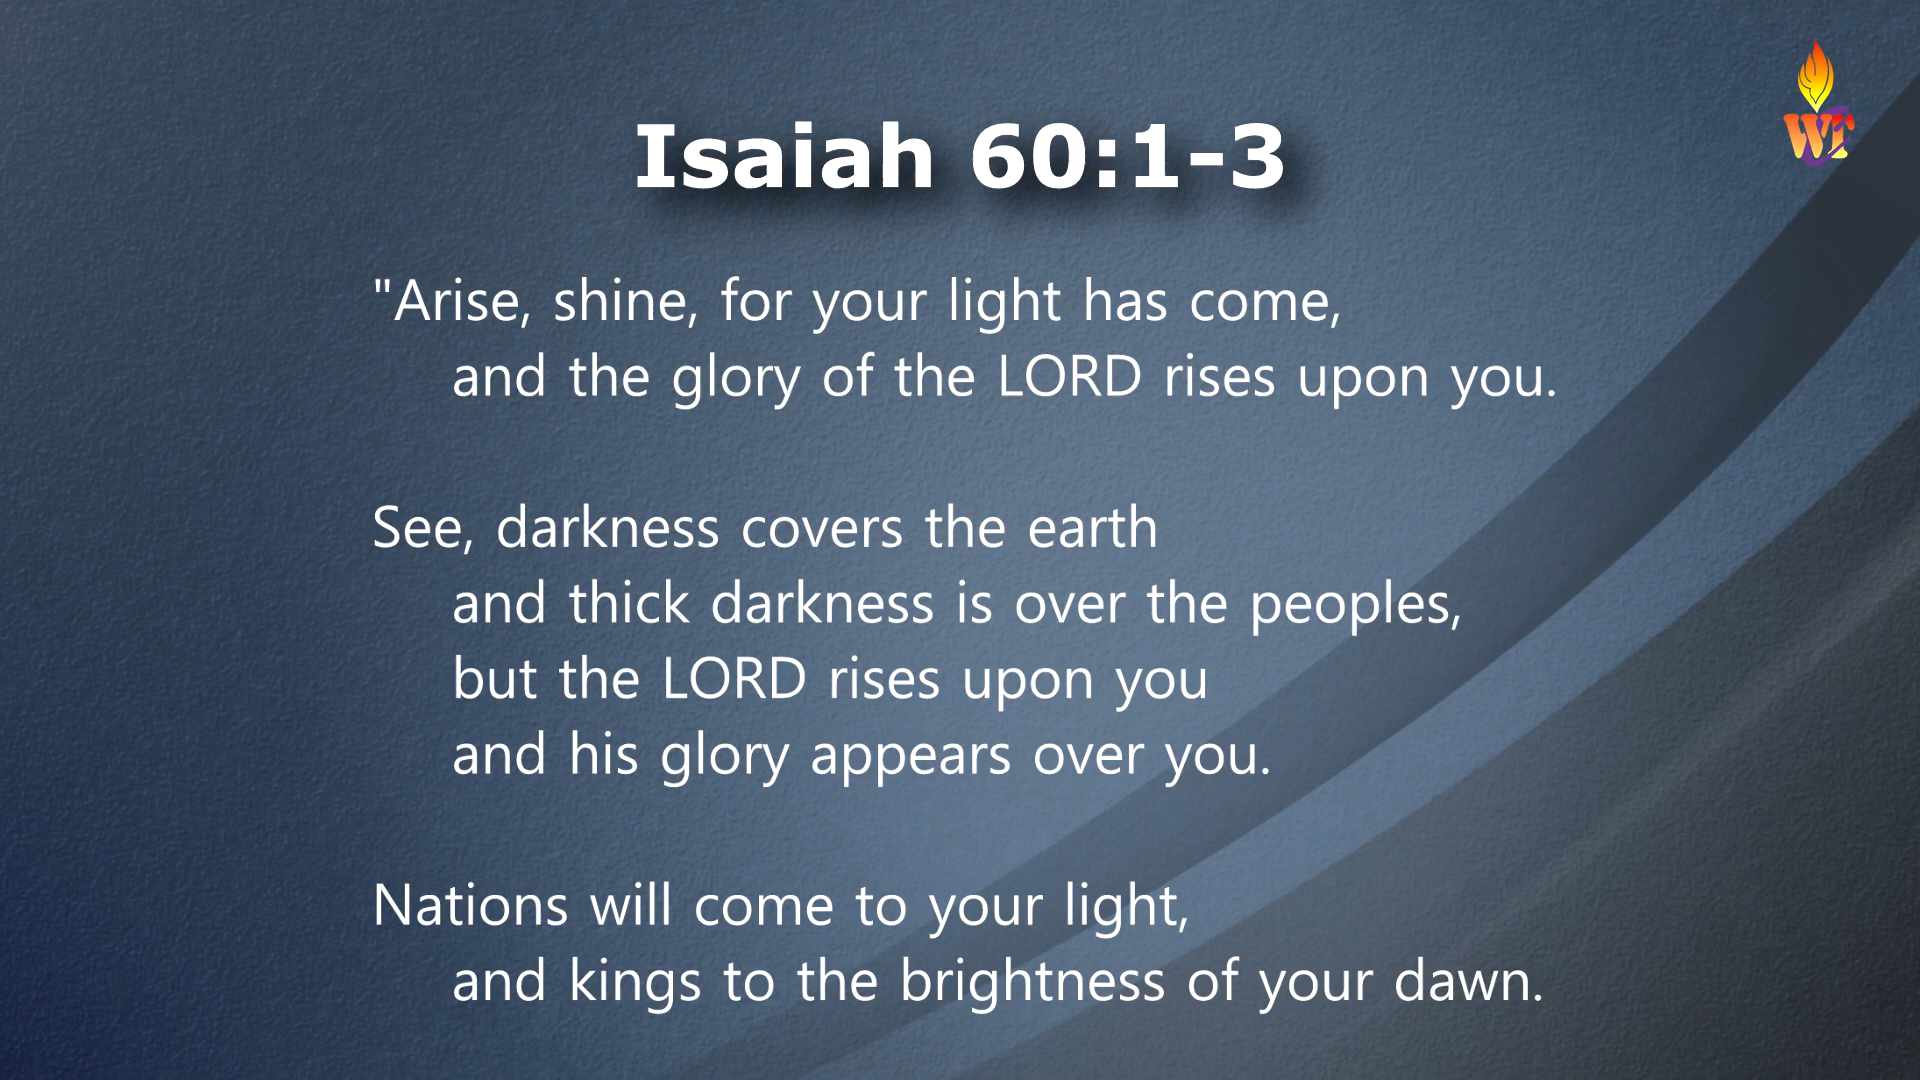 Isaiah 60:1-3
"Arise, shine, for your light has come,
and the glory of the LORD rises upon you.
See, darkness covers the earth
and thick darkness is over the peoples,
but the LORD rises upon you
and his glory appears over you.
Nations will come to your light,
and kings to the brightness of your dawn.